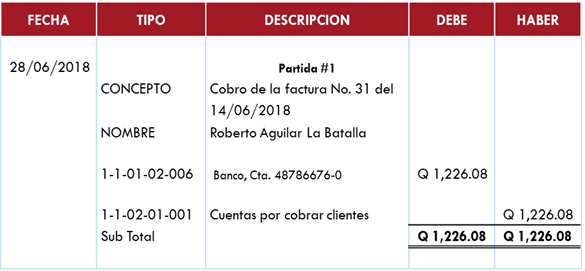 FECHA TIPO DESCRIPCION DEBE HABER
28/06/2018 Partida #1
CONCEPTO Cobro de la factura No. 31 del
14/06/2018
NOMBRE Roberto Aguilar La Batalla
1-1-01-02-006 Banco, Cta. 48786676-0 Q 1,226.08
1-1-02-01-001 Cuentas por cobrar clientes Q 1,226.08
Sub Total Q 1,226.08 Q 1,226.08